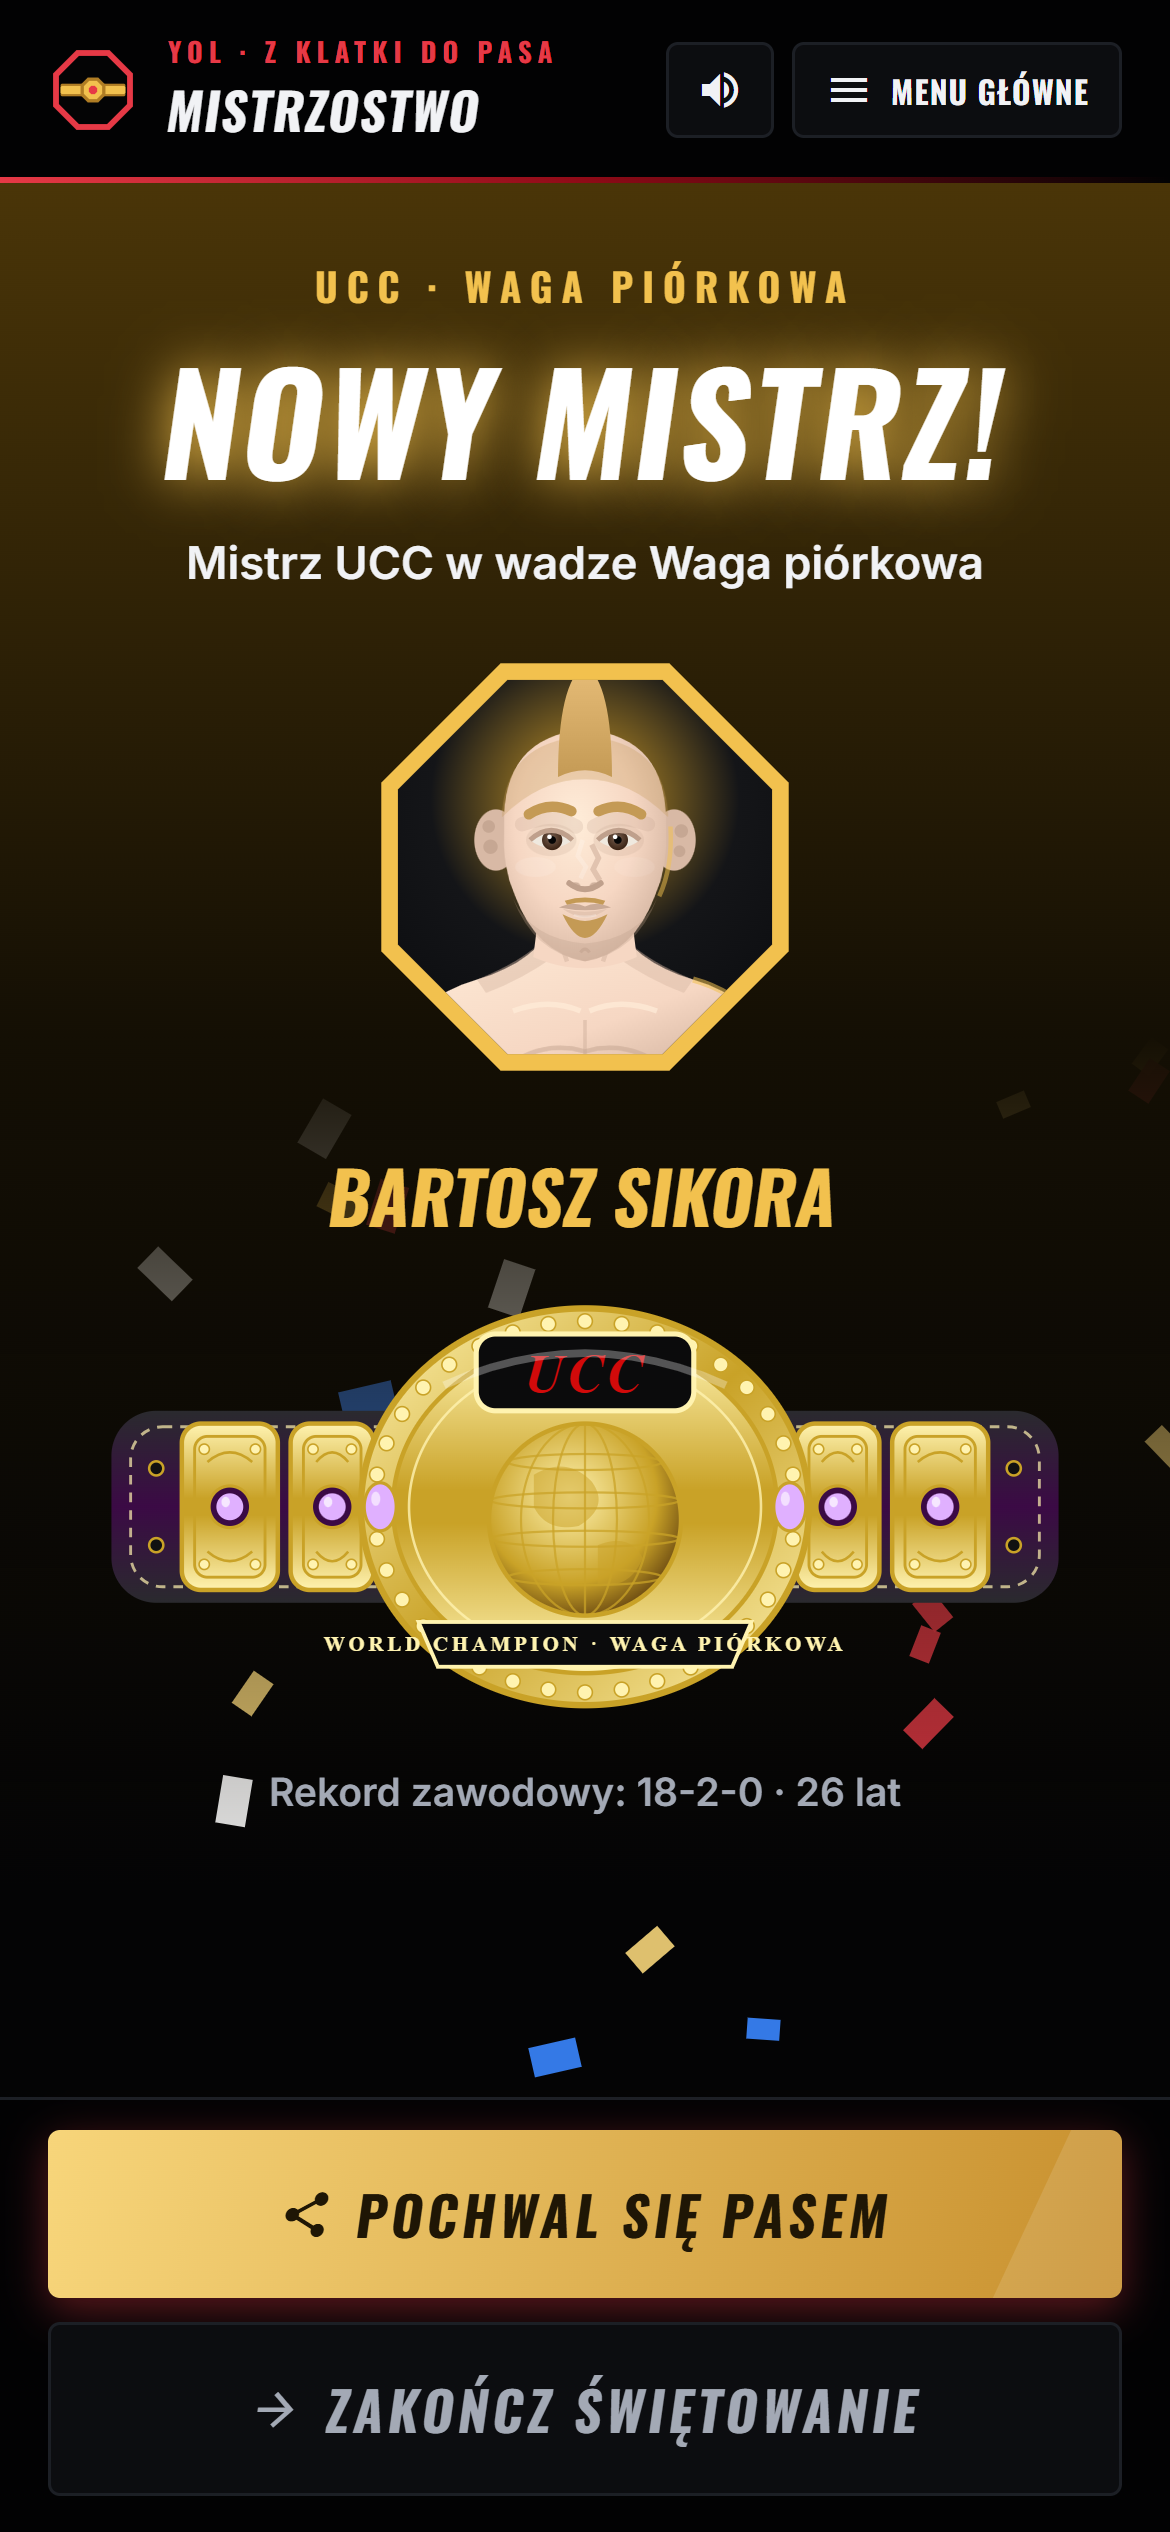 YOL · Z KLATKI DO PASA
MISTRZOSTWO
MENU GŁÓWNE
UCC · WAGA PIÓRKOWA
NOWY MISTRZ!
Mistrz UCC w wadze Waga piórkowa
BARTOSZ SIKORA
UCC
WORLD CHAMPION · WAGA PIÓRKOWA
Rekord zawodowy: 18-2-0 · 26 lat
POCHWAL SIĘ PASEM
ZAKOŃCZ ŚWIĘTOWANIE